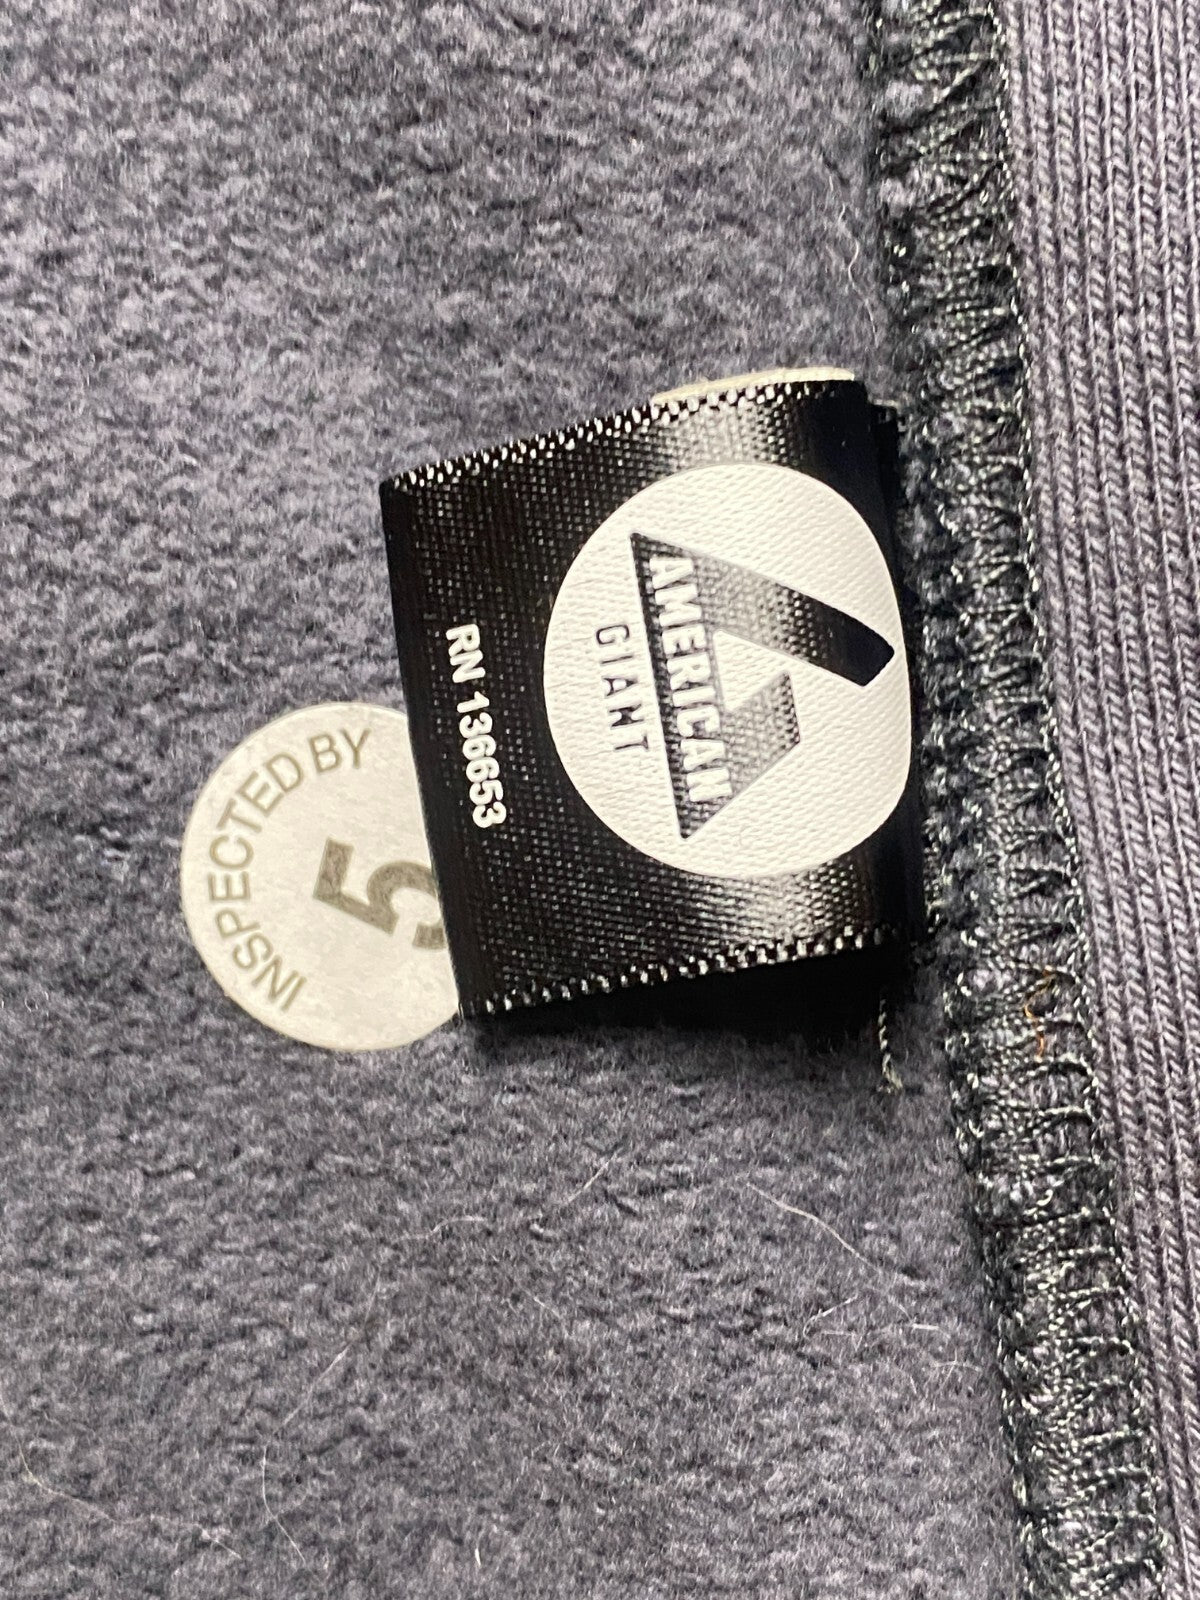 AMERICAN
GIANT
RN 136653
INSPECTED BY
5